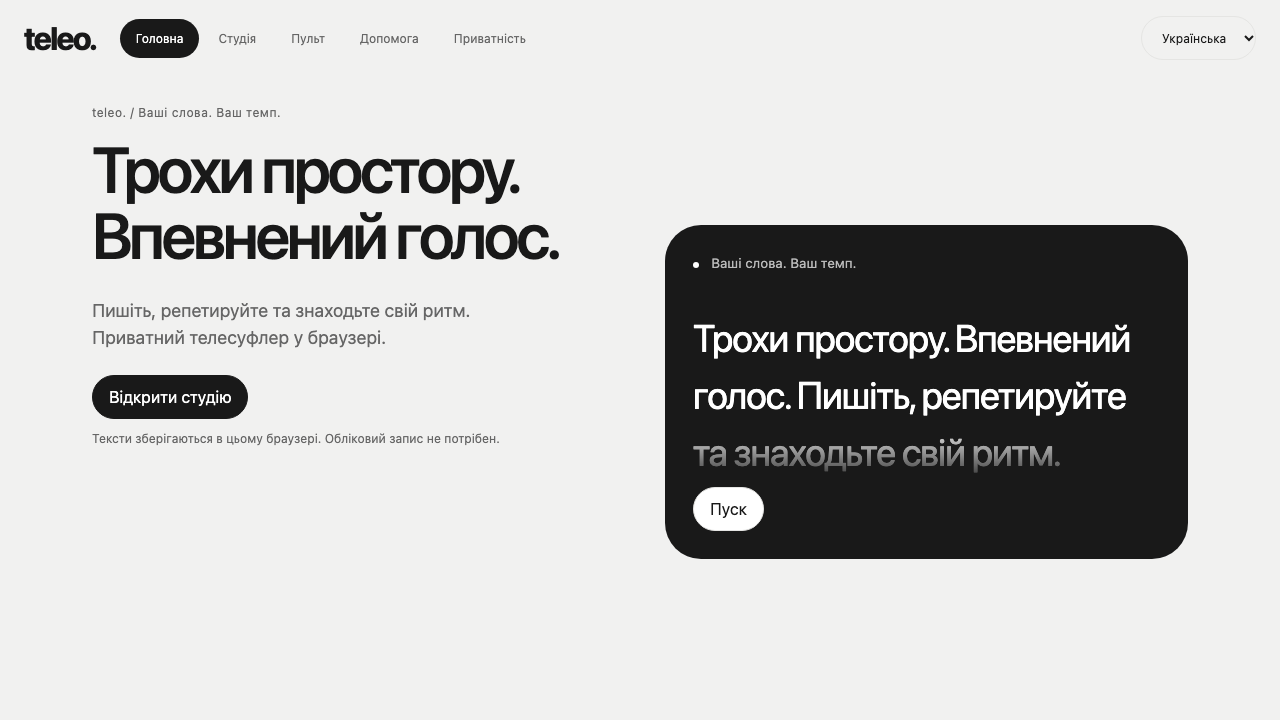 teleo.
Головна
Студія
Пульт
Допомога
Приватність
Українська
teleo. / Ваші слова. Ваш темп.
Трохи простору.
Впевнений голос.
Пишіть, репетируйте та знаходьте свій ритм.
Приватний телесуфлер у браузері.
Відкрити студію
Тексти зберігаються в цьому браузері. Обліковий запис не потрібен.
Ваші слова. Ваш темп.
Трохи простору. Впевнений
голос. Пишіть, репетируйте
та знаходьте свій ритм.
Пуск